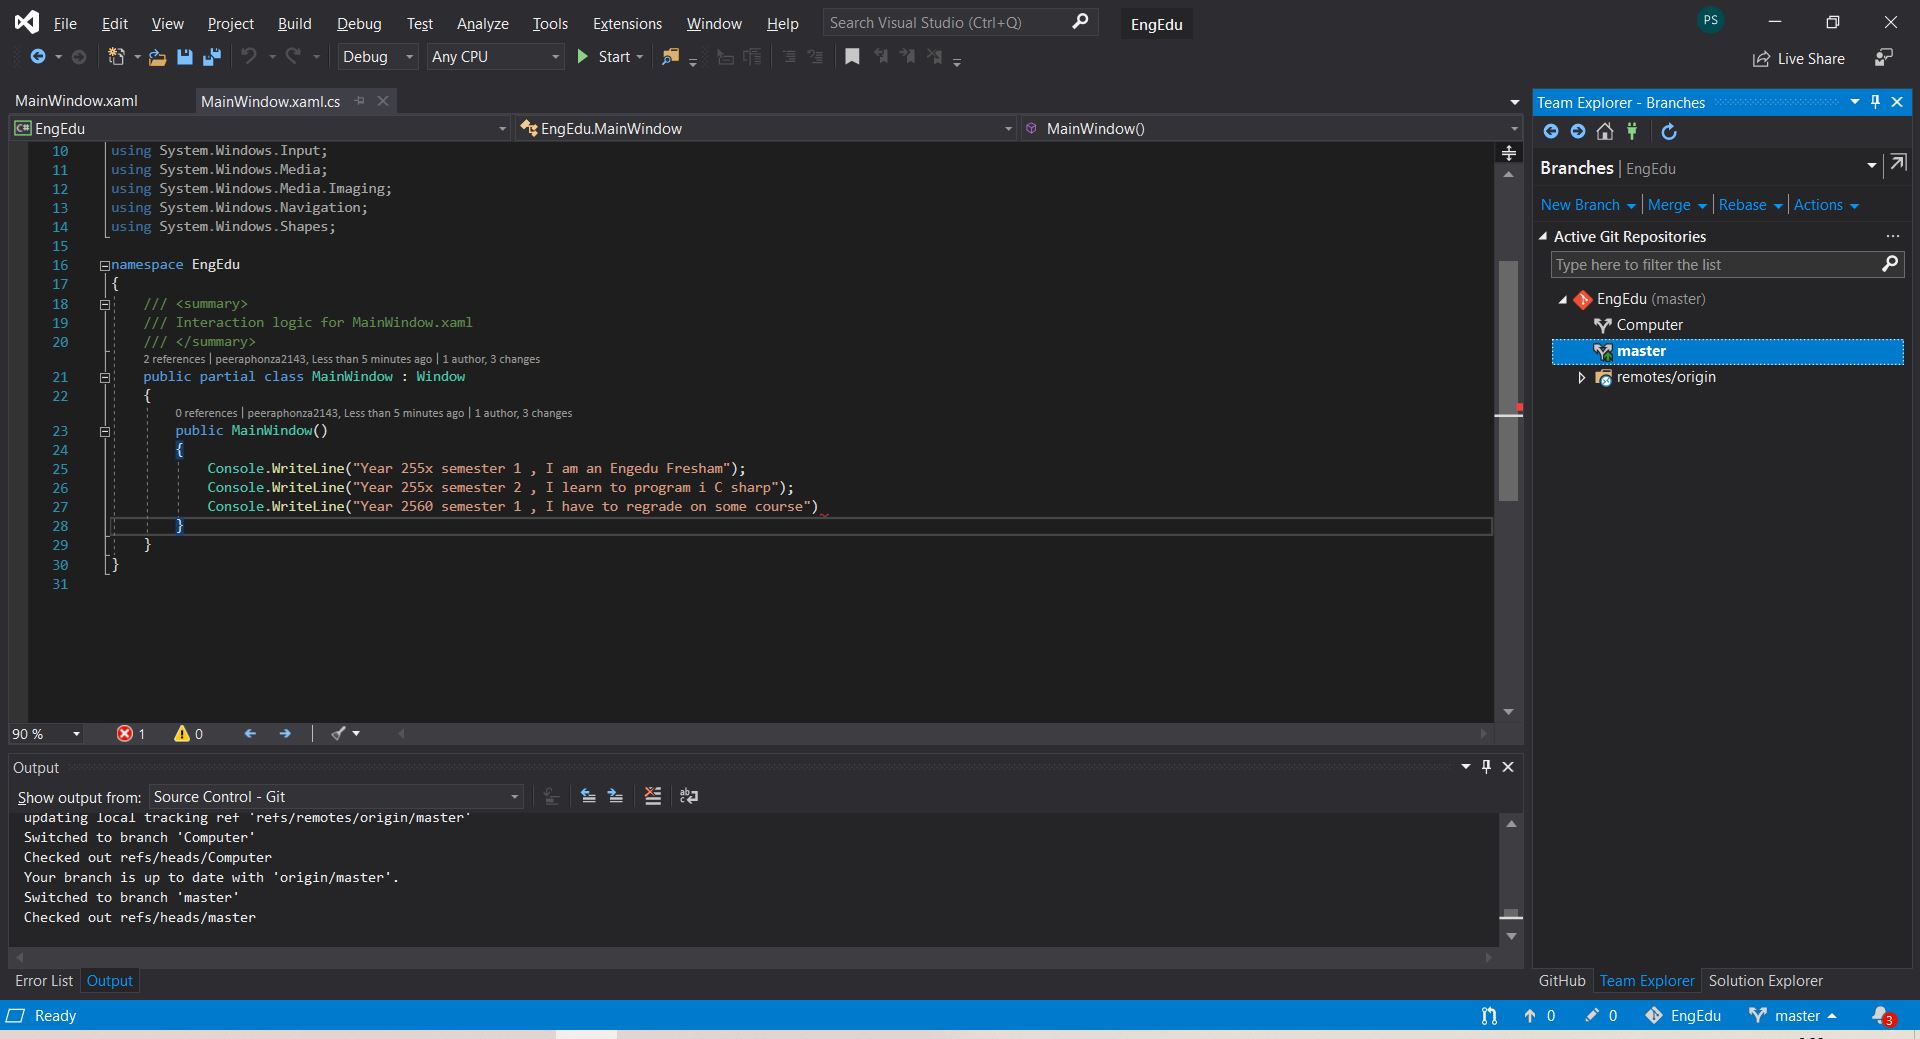 File Edit View Project Build Debug Test Analyze Tools Extensions Window Help Search Visual Studio (Ctrl+Q) EngEdu PS
Debug Any CPU Start Live Share
MainWindow.xaml MainWindow.xaml.cs
C# EngEdu EngEdu.MainWindow MainWindow()
10 using System.Windows.Input;
11 using System.Windows.Media;
12 using System.Windows.Media.Imaging;
13 using System.Windows.Navigation;
14 using System.Windows.Shapes;
15
16 namespace EngEdu
17 {
18 /// <summary>
19 /// Interaction logic for MainWindow.xaml
20 /// </summary>
2 references | peeraphonza2143, Less than 5 minutes ago | 1 author, 3 changes
21 public partial class MainWindow : Window
22 {
0 references | peeraphonza2143, Less than 5 minutes ago | 1 author, 3 changes
23 public MainWindow()
24 {
25 Console.WriteLine("Year 255x semester 1 , I am an Engedu Fresham");
26 Console.WriteLine("Year 255x semester 2 , I learn to program i C sharp");
27 Console.WriteLine("Year 2560 semester 1 , I have to regrade on some course")
28 }
29 }
30 }
31
90 % 1 0
Output
Show output from: Source Control - Git
updating local tracking ref 'refs/remotes/origin/master'
Switched to branch 'Computer'
Checked out refs/heads/Computer
Your branch is up to date with 'origin/master'.
Switched to branch 'master'
Checked out refs/heads/master
Error List Output
Team Explorer - Branches
Branches | EngEdu
New Branch Merge Rebase Actions
Active Git Repositories
Type here to filter the list
EngEdu (master)
Computer
master
remotes/origin
GitHub Team Explorer Solution Explorer
Ready 0 0 EngEdu master 3